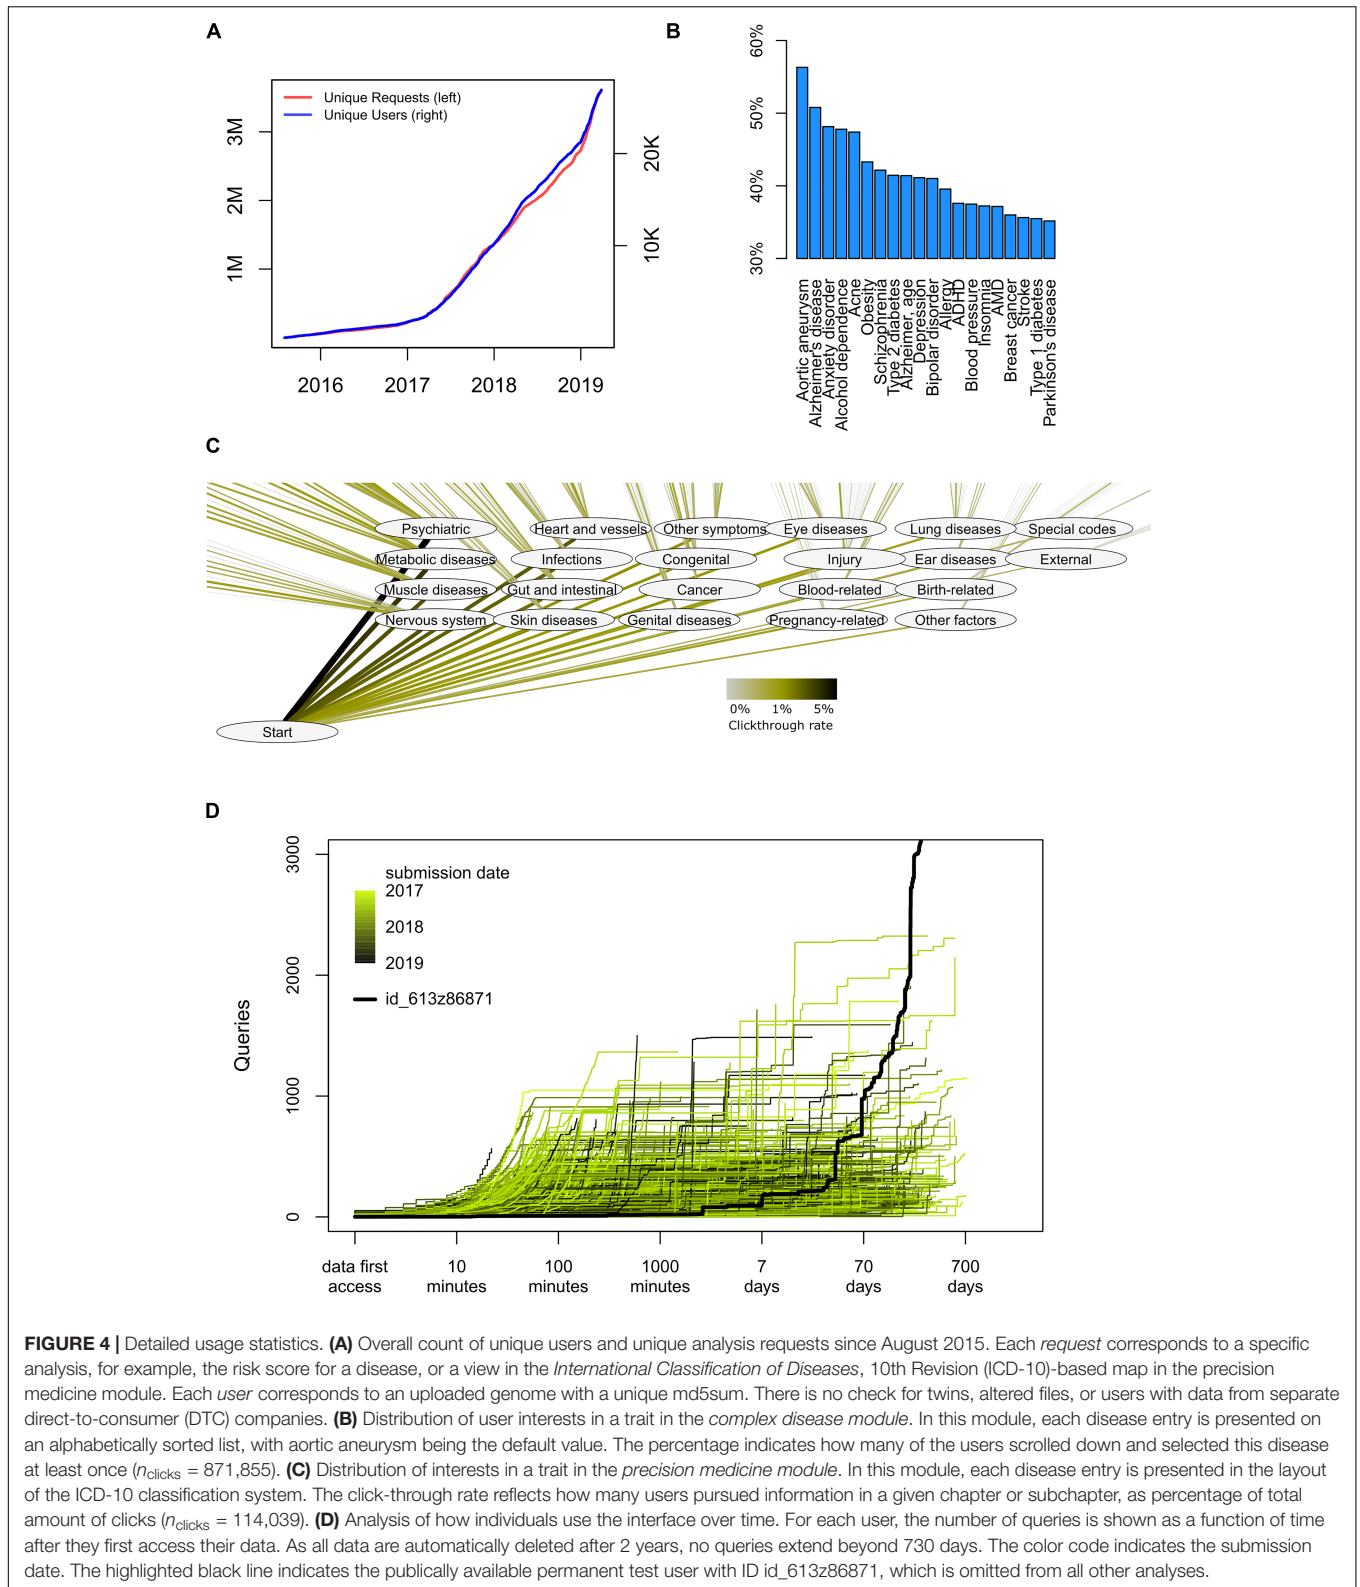 A
Unique Requests (left)
Unique Users (right)
3M
2M
1M
20K
10K
2016 2017 2018 2019
B
60%
50%
40%
30%
Aortic aneurysm
Alzheimer's disease
Anxiety disorder
Alcohol dependence
Acne
Obesity
Schizophrenia
Type 2 diabetes
Alzheimer, age
Depression
Bipolar disorder
Allergy
ADHD
Blood pressure
Insomnia
AMD
Breast cancer
Stroke
Type 1 diabetes
Parkinson's disease
C
Psychiatric Heart and vessels Other symptoms Eye diseases Lung diseases Special codes
Metabolic diseases Infections Congenital Injury Ear diseases External
Muscle diseases Gut and intestinal Cancer Blood-related Birth-related
Nervous system Skin diseases Genital diseases Pregnancy-related Other factors
Start
0% 1% 5%
Clickthrough rate
D
submission date
2017
2018
2019
id_613z86871
Queries
3000
2000
1000
0
data first access
10 minutes
100 minutes
1000 minutes
7 days
70 days
700 days
FIGURE 4 | Detailed usage statistics. (A) Overall count of unique users and unique analysis requests since August 2015. Each request corresponds to a specific
analysis, for example, the risk score for a disease, or a view in the International Classification of Diseases, 10th Revision (ICD-10)-based map in the precision
medicine module. Each user corresponds to an uploaded genome with a unique md5sum. There is no check for twins, altered files, or users with data from separate
direct-to-consumer (DTC) companies. (B) Distribution of user interests in a trait in the complex disease module. In this module, each disease entry is presented on
an alphabetically sorted list, with aortic aneurysm being the default value. The percentage indicates how many of the users scrolled down and selected this disease
at least once (nclicks = 871,855). (C) Distribution of interests in a trait in the precision medicine module. In this module, each disease entry is presented in the layout
of the ICD-10 classification system. The click-through rate reflects how many users pursued information in a given chapter or subchapter, as percentage of total
amount of clicks (nclicks = 114,039). (D) Analysis of how individuals use the interface over time. For each user, the number of queries is shown as a function of time
after they first access their data. As all data are automatically deleted after 2 years, no queries extend beyond 730 days. The color code indicates the submission
date. The highlighted black line indicates the publically available permanent test user with ID id_613z86871, which is omitted from all other analyses.